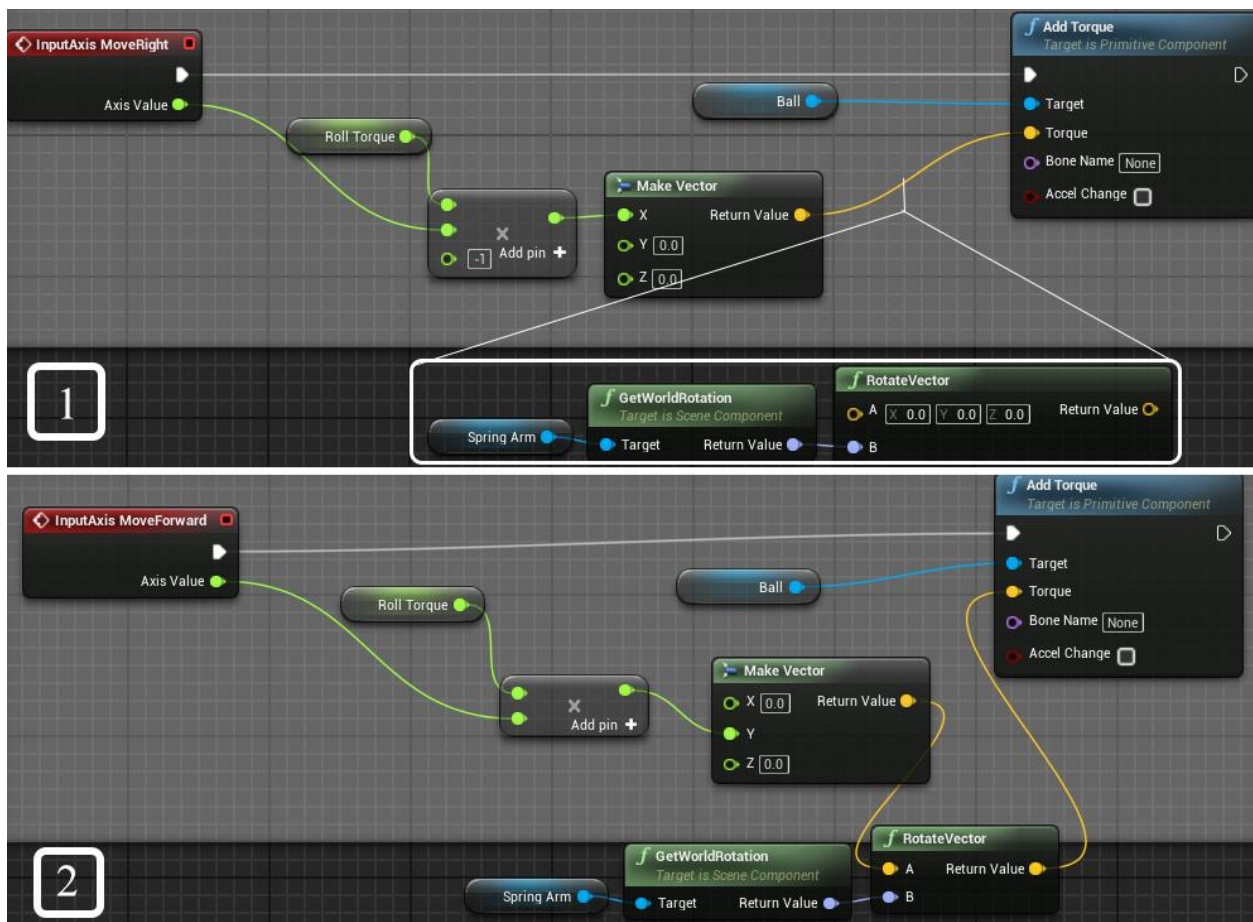 InputAxis MoveRight
Axis Value
Roll Torque
-1
Add pin
Make Vector
X
Return Value
Y 0.0
Z 0.0
Ball
Add Torque
Target is Primitive Component
Target
Torque
Bone Name None
Accel Change
1
Spring Arm
GetWorldRotation
Target is Scene Component
Target
Return Value
RotateVector
A X 0.0 Y 0.0 Z 0.0
Return Value
B
InputAxis MoveForward
Axis Value
Roll Torque
Add pin
Make Vector
X 0.0
Return Value
Y
Z 0.0
Ball
Add Torque
Target is Primitive Component
Target
Torque
Bone Name None
Accel Change
2
Spring Arm
GetWorldRotation
Target is Scene Component
Target
Return Value
RotateVector
A
Return Value
B